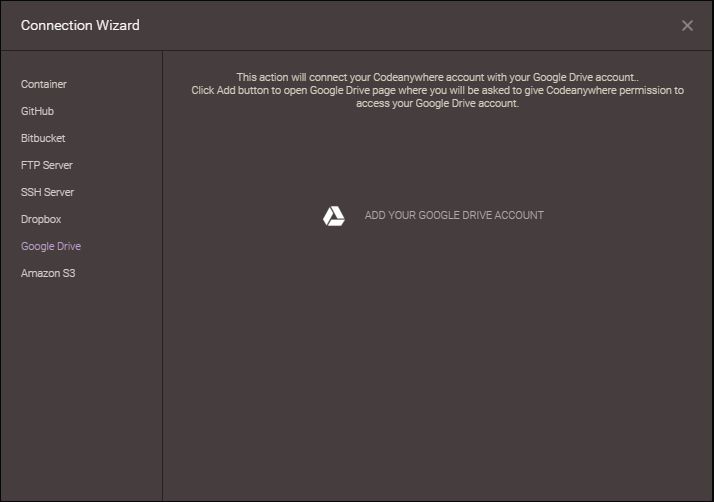 Connection Wizard
Container
GitHub
Bitbucket
FTP Server
SSH Server
Dropbox
Google Drive
Amazon S3
This action will connect your Codeanywhere account with your Google Drive account..
Click Add button to open Google Drive page where you will be asked to give Codeanywhere permission to
access your Google Drive account.
ADD YOUR GOOGLE DRIVE ACCOUNT